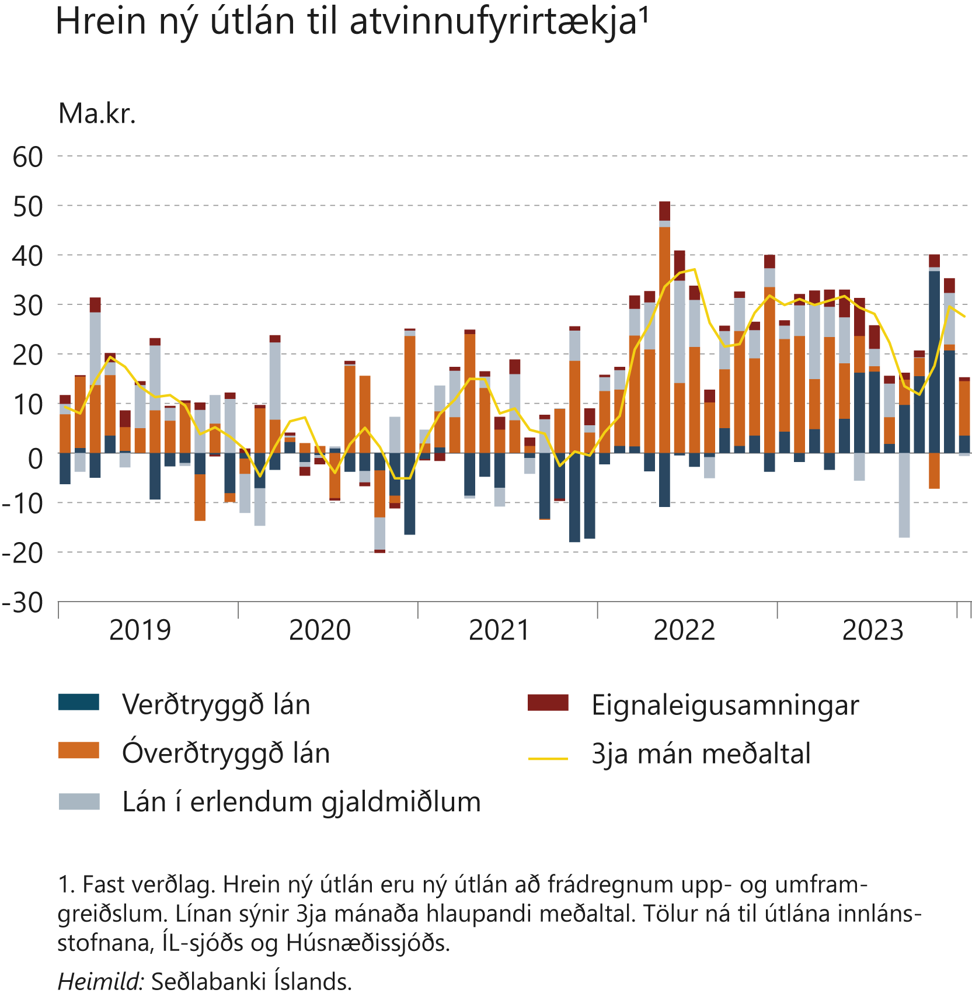 Hrein ný útlán til atvinnufyrirtækja¹
Ma.kr.
60
50
40
30
20
10
0
-10
-20
-30
2019 2020 2021 2022 2023
Verðtryggð lán
Óverðtryggð lán
Lán í erlendum gjaldmiðlum
Eignaleigusamningar
3ja mán meðaltal
1. Fast verðlag. Hrein ný útlán eru ný útlán að frádregnum upp- og umfram-
greiðslum. Línan sýnir 3ja mánaða hlaupandi meðaltal. Tölur ná til útlána innláns-
stofnana, ÍL-sjóðs og Húsnæðissjóðs.
Heimild: Seðlabanki Íslands.